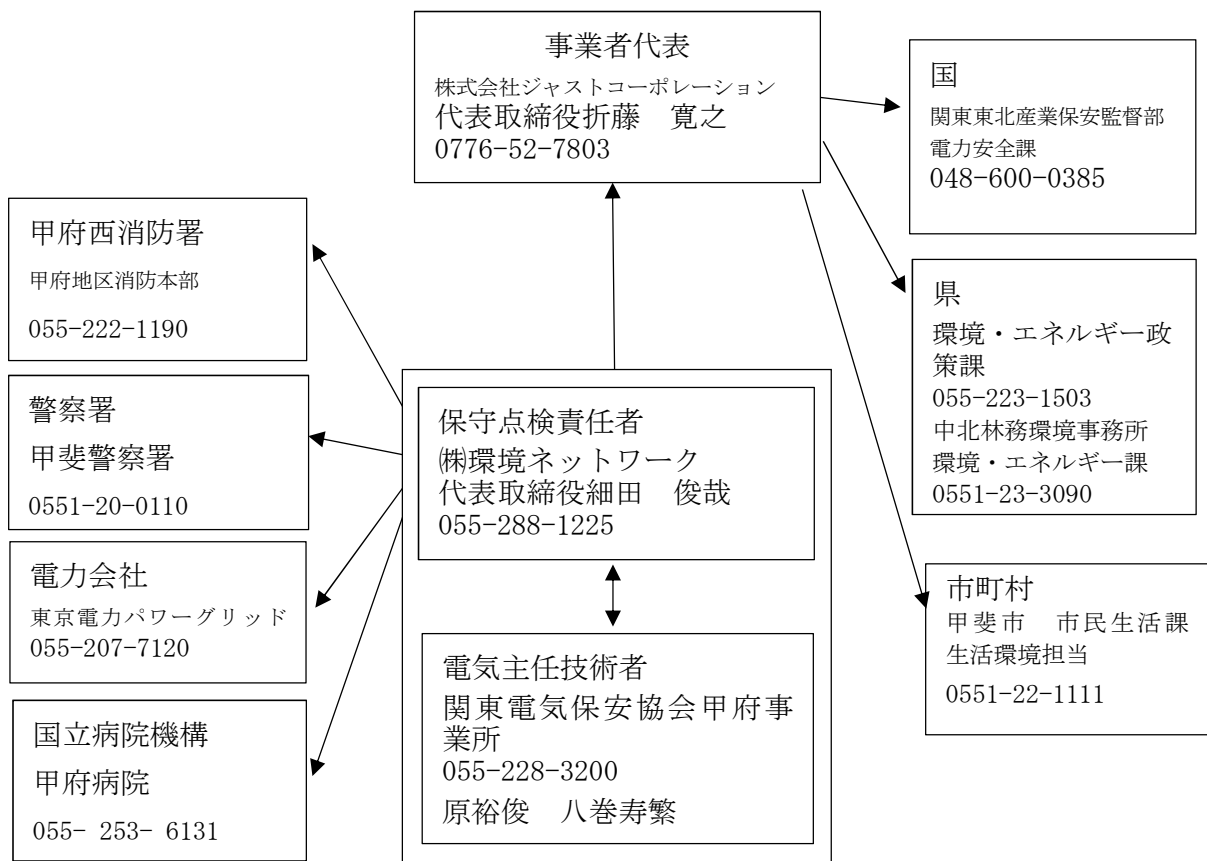 事業者代表
株式会社ジャストコーポレーション
代表取締役折藤　寛之
0776-52-7803
国
関東東北産業保安監督部
電力安全課
048-600-0385
甲府西消防署
甲府地区消防本部
055-222-1190
県
環境・エネルギー政
策課
055-223-1503
中北林務環境事務所
環境・エネルギー課
0551-23-3090
警察署
甲斐警察署
0551-20-0110
保守点検責任者
㈱環境ネットワーク
代表取締役細田　俊哉
055-288-1225
電力会社
東京電力パワーグリッド
055-207-7120
市町村
甲斐市　市民生活課
生活環境担当
0551-22-1111
電気主任技術者
関東電気保安協会甲府事
業所
055-228-3200
原裕俊　八巻寿繁
国立病院機構
甲府病院
055- 253- 6131